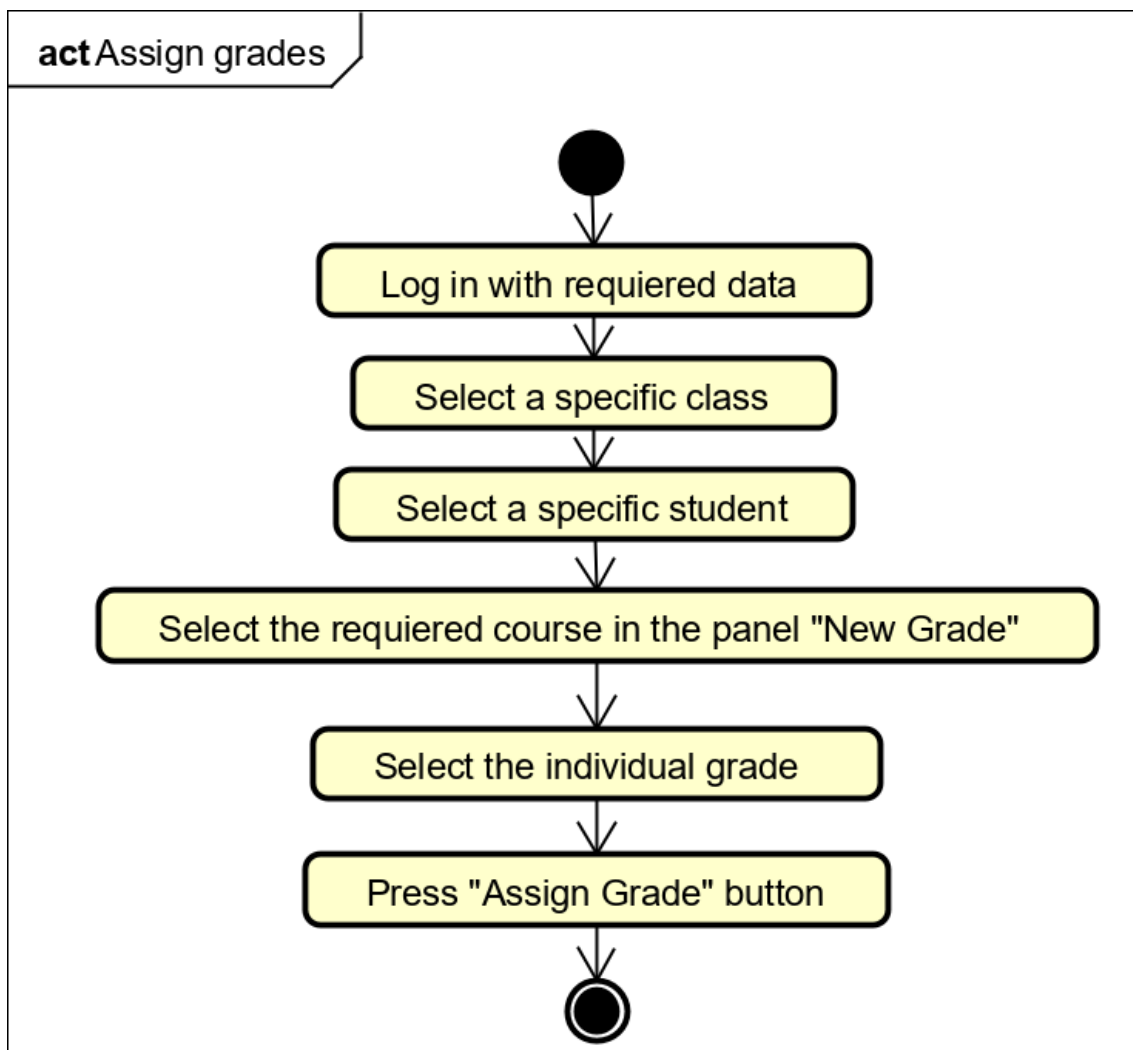 act Assign grades
Log in with requiered data
Select a specific class
Select a specific student
Select the requiered course in the panel "New Grade"
Select the individual grade
Press "Assign Grade" button